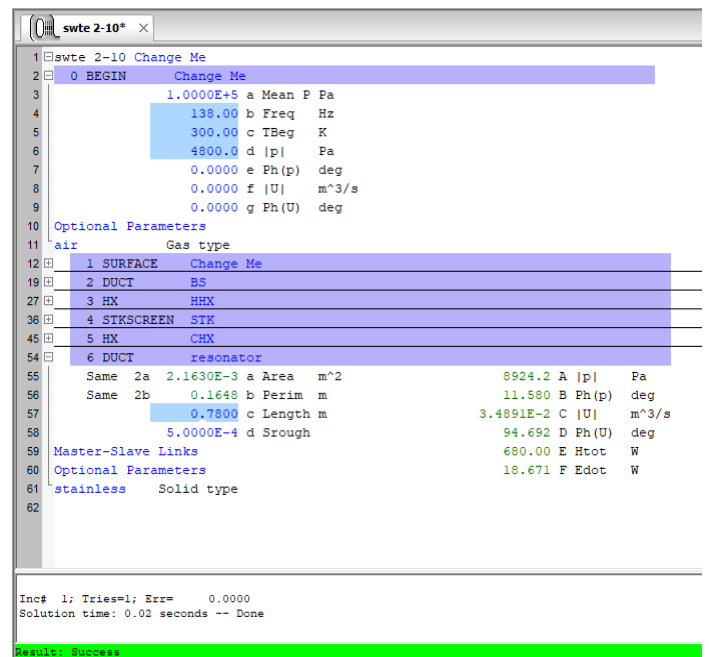 swte 2-10* ×
1 swte 2-10 Change Me
2 0 BEGIN Change Me
3 1.0000E+5 a Mean P Pa
4 138.00 b Freq Hz
5 300.00 c TBeg K
6 4800.0 d |p| Pa
7 0.0000 e Ph(p) deg
8 0.0000 f |U| m^3/s
9 0.0000 g Ph(U) deg
10 Optional Parameters
11 air Gas type
12 1 SURFACE Change Me
19 2 DUCT BS
27 3 HX HHX
36 4 STKSCREEN STK
45 5 HX CHX
54 6 DUCT resonator
55 Same 2a 2.1630E-3 a Area m^2 8924.2 A |p| Pa
56 Same 2b 0.1648 b Perim m 11.580 B Ph(p) deg
57 0.7800 c Length m 3.4891E-2 C |U| m^3/s
58 5.0000E-4 d Srough 94.692 D Ph(U) deg
59 Master-Slave Links 680.00 E Htot W
60 Optional Parameters 18.671 F Edot W
61 stainless Solid type
62
Inc# 1; Tries=1; Err= 0.0000
Solution time: 0.02 seconds -- Done
Result: Success